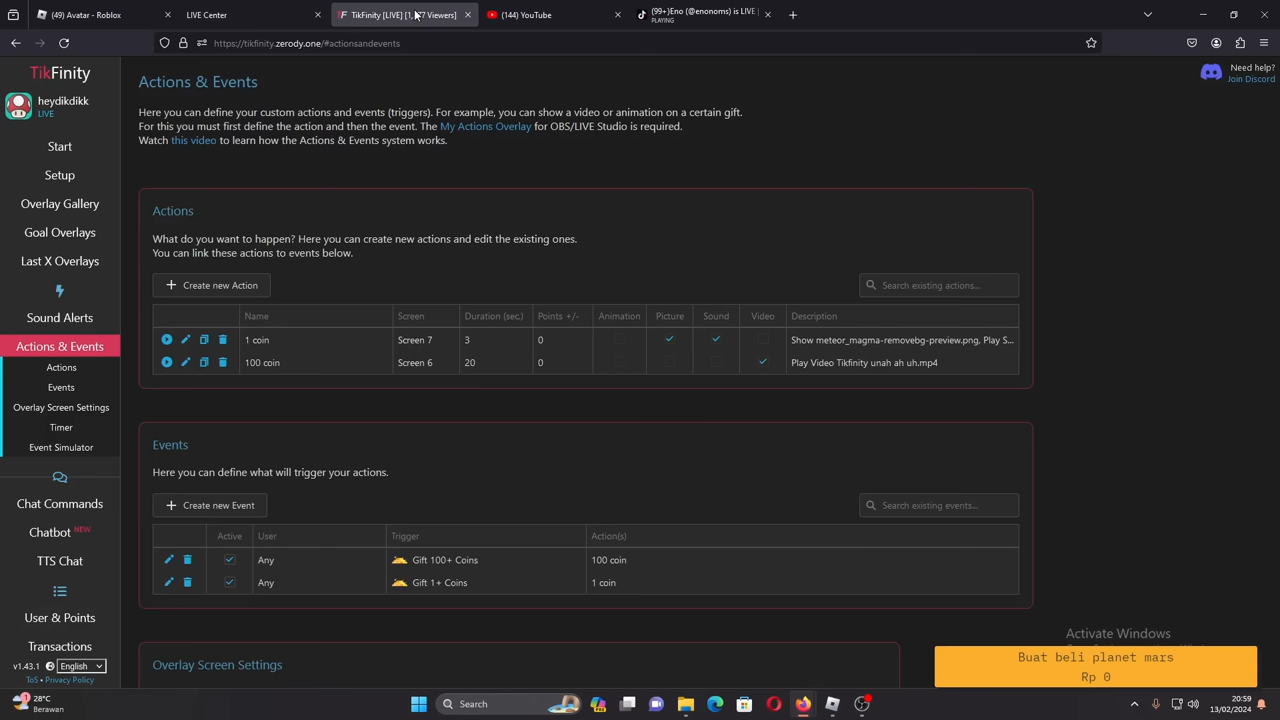 (49) Avatar - Roblox
LIVE Center
TikFinity [LIVE] [1, 7 Viewers]
(144) YouTube
(99+)Eno (@enonoms) is LIVE
PLAYING
https://tikfinity.zerody.one/#actionsandevents
TikFinity
heydikdikk
LIVE
Start
Setup
Overlay Gallery
Goal Overlays
Last X Overlays
Sound Alerts
Actions & Events
Actions
Events
Overlay Screen Settings
Timer
Event Simulator
Chat Commands
Chatbot NEW
TTS Chat
User & Points
Transactions
v1.43.1 English
ToS - Privacy Policy
Need help?
Join Discord
Actions & Events
Here you can define your custom actions and events (triggers). For example, you can show a video or animation on a certain gift.
For this you must first define the action and then the event. The My Actions Overlay for OBS/LIVE Studio is required.
Watch this video to learn how the Actions & Events system works.
Actions
What do you want to happen? Here you can create new actions and edit the existing ones.
You can link these actions to events below.
+ Create new Action
Search existing actions...
Name Screen Duration (sec.) Points +/- Animation Picture Sound Video Description
1 coin Screen 7 3 0 Show meteor_magma-removebg-preview.png, Play S...
100 coin Screen 6 20 0 Play Video Tikfinity unah ah uh.mp4
Events
Here you can define what will trigger your actions.
+ Create new Event
Search existing events...
Active User Trigger Action(s)
Any Gift 100+ Coins 100 coin
Any Gift 1+ Coins 1 coin
Overlay Screen Settings
Activate Windows
Buat beli planet mars
Rp 0
1
28°C
Berawan
Search
20:59
13/02/2024